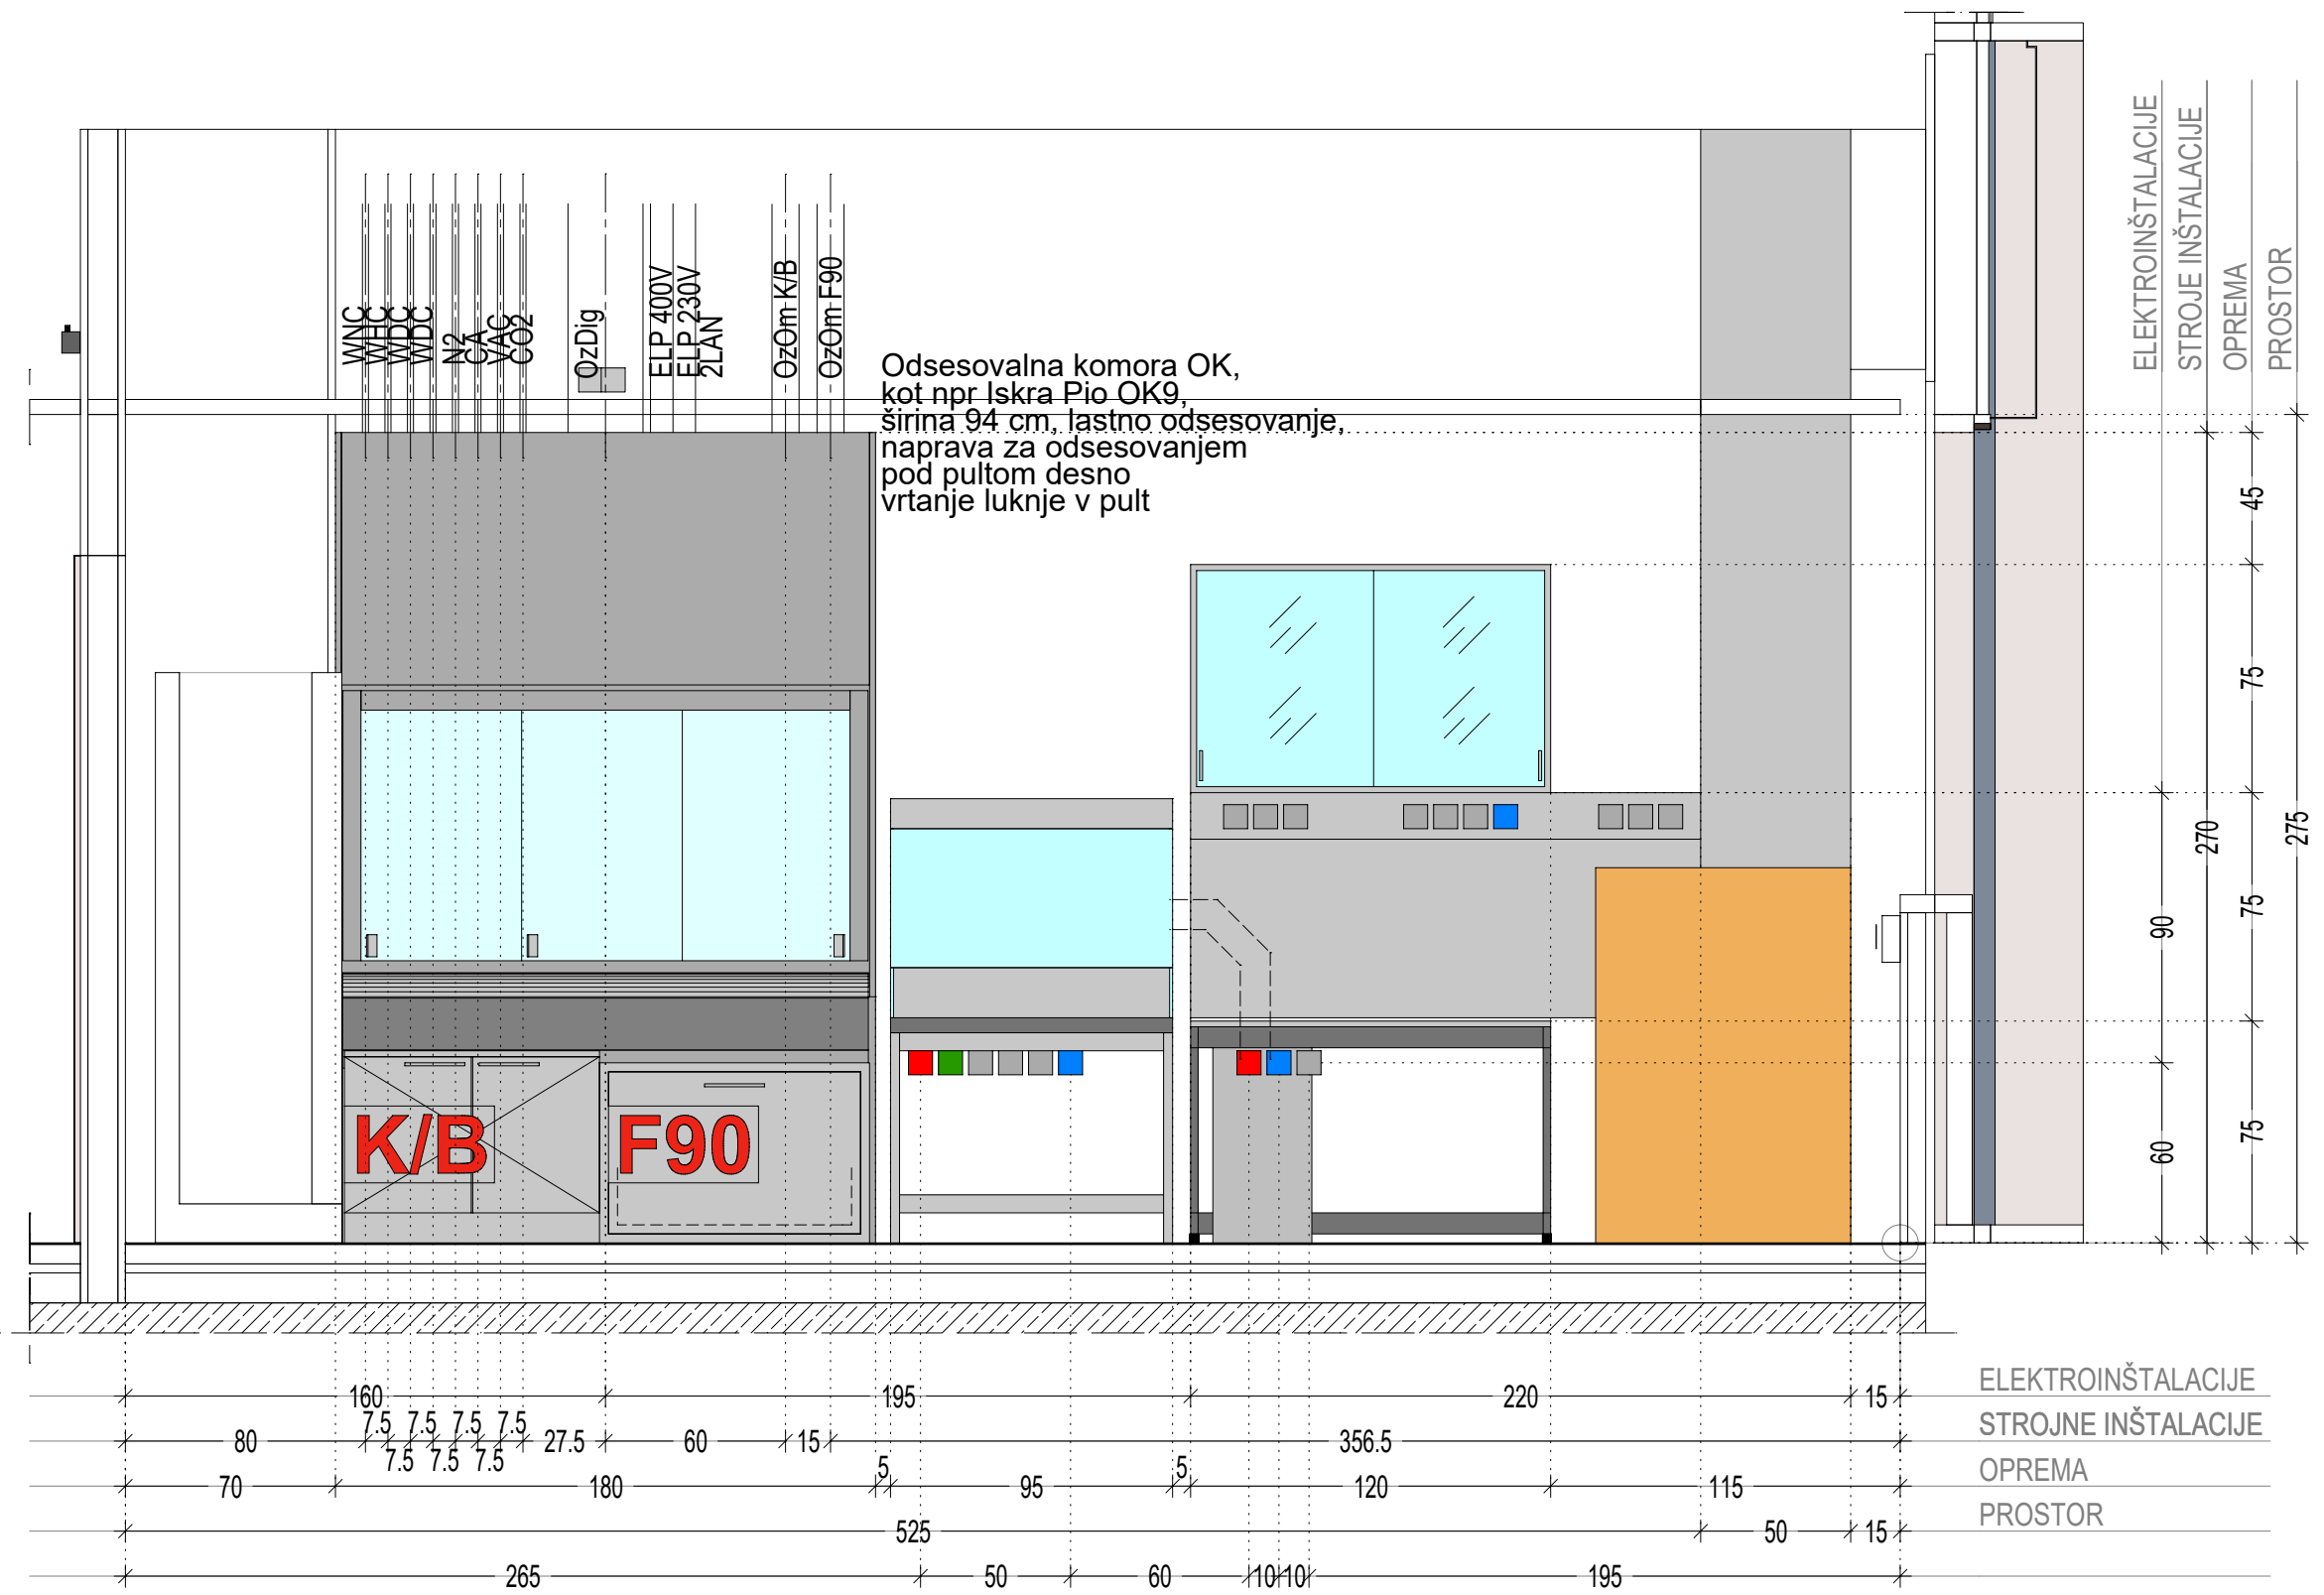 ELEKTROINŠTALACIJE
STROJE INŠTALACIJE
OPREMA
PROSTOR
WNC
WHC
WDC
WDC
N2
CA
VAC
CO2
OzDig
ELP 400V
ELP 230V
2LAN
OzOm K/B
OzOm F90
Odsesovalna komora OK,
kot npr Iskra Pio OK9,
širina 94 cm, lastno odsesovanje,
naprava za odsesovanjem
pod pultom desno
vrtanje luknje v pult
45
75
75
75
90
60
270
275
K/B
F90
160
195
220
15
ELEKTROINŠTALACIJE
80
7.5
7.5
7.5
7.5
7.5
7.5
7.5
27.5
60
15
356.5
STROJNE INŠTALACIJE
70
180
5
95
5
120
115
OPREMA
525
50
15
PROSTOR
265
50
60
10
10
195